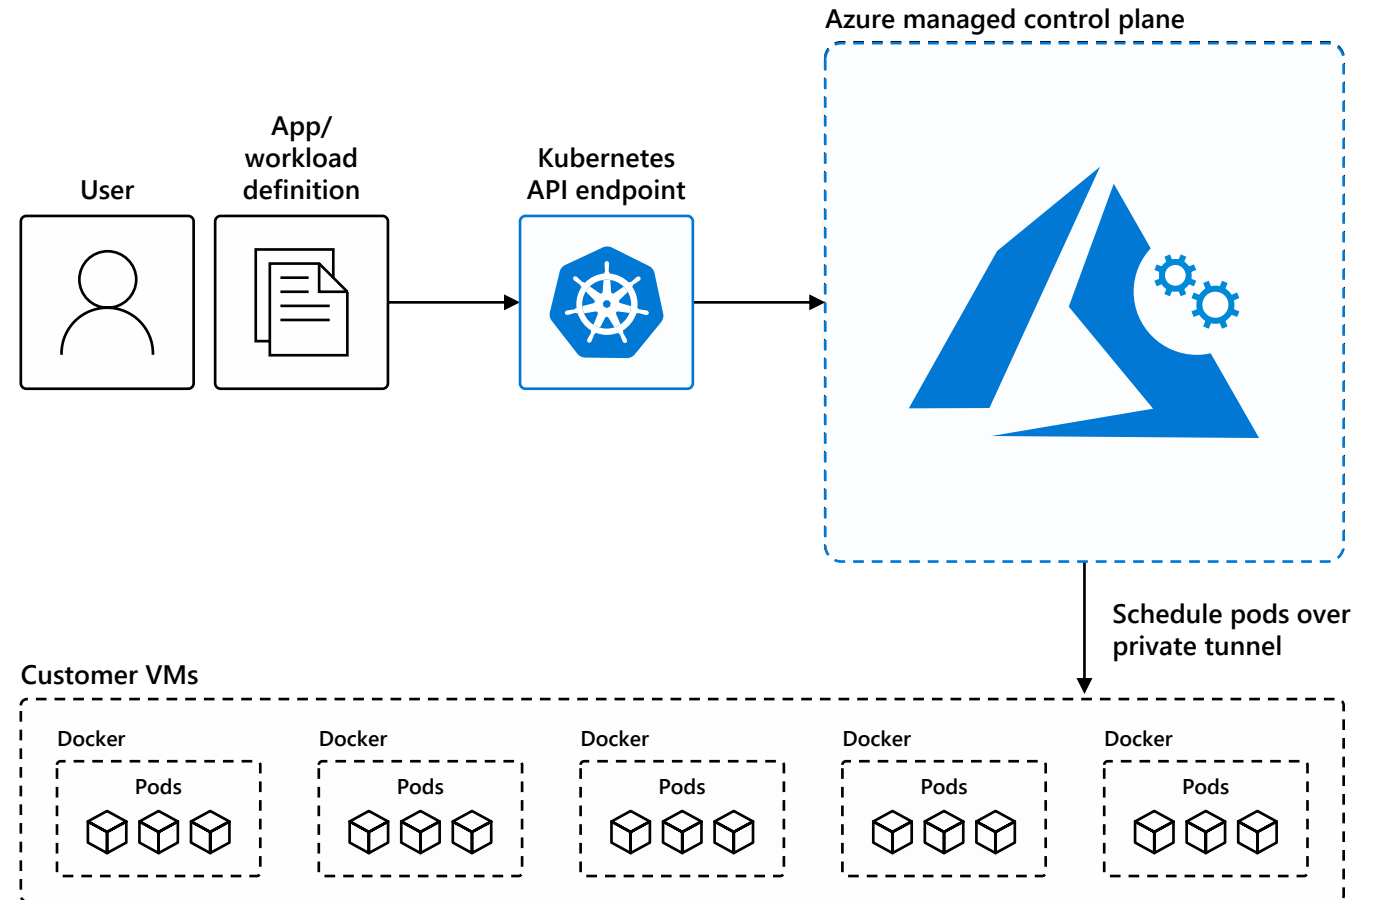 Azure managed control plane
App/
workload
definition
Kubernetes
API endpoint
User
Schedule pods over
private tunnel
Customer VMs
Docker
Docker
Docker
Docker
Docker
Pods
Pods
Pods
Pods
Pods